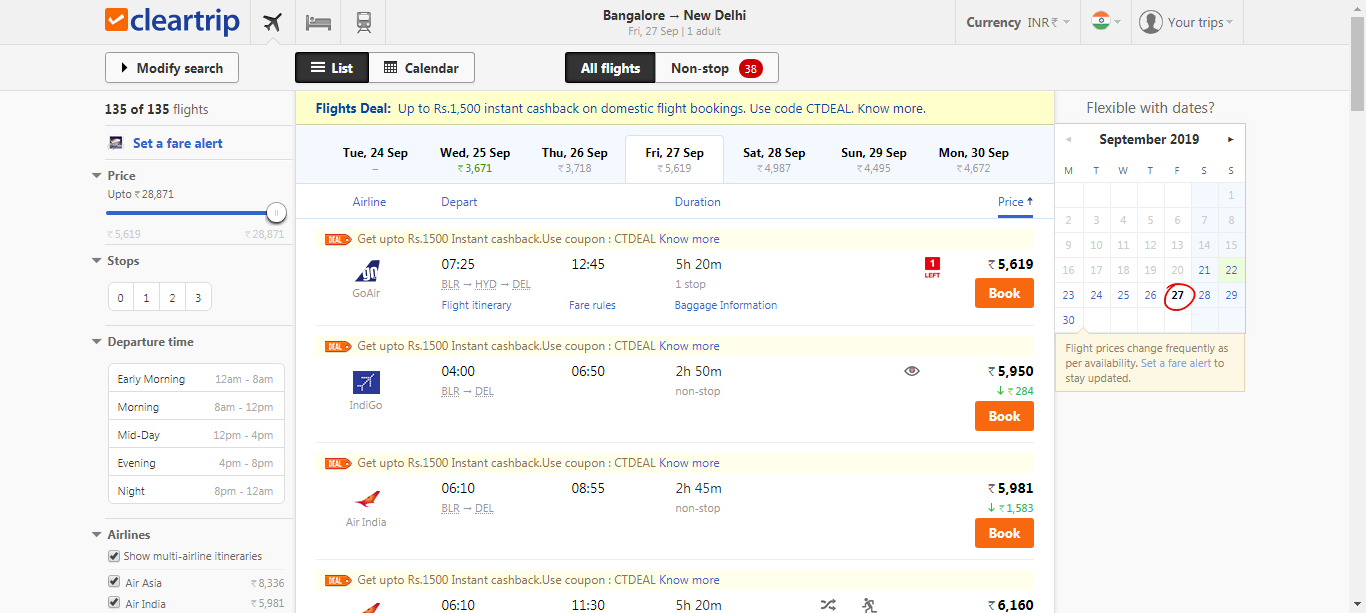 cleartrip
Bangalore → New Delhi
Fri, 27 Sep | 1 adult
Currency INR ₹
Your trips
Modify search
List
Calendar
All flights
Non-stop 38
135 of 135 flights
Set a fare alert
Price
Upto ₹ 28,871
₹ 5,619 ₹ 28,871
Stops
0 1 2 3
Departure time
Early Morning 12am - 8am
Morning 8am - 12pm
Mid-Day 12pm - 4pm
Evening 4pm - 8pm
Night 8pm - 12am
Airlines
Show multi-airline itineraries
Air Asia ₹ 8,336
Air India ₹ 5,981
Flights Deal: Up to Rs.1,500 instant cashback on domestic flight bookings. Use code CTDEAL. Know more.
Tue, 24 Sep Wed, 25 Sep Thu, 26 Sep Fri, 27 Sep Sat, 28 Sep Sun, 29 Sep Mon, 30 Sep
– ₹ 3,671 ₹ 3,718 ₹ 5,619 ₹ 4,987 ₹ 4,495 ₹ 4,672
Airline Depart Duration Price ↑
DEAL Get upto Rs.1500 Instant cashback.Use coupon : CTDEAL Know more
go 07:25 12:45 5h 20m 1 ₹ 5,619
GoAir BLR → HYD → DEL 1 stop LEFT
Book
Flight itinerary Fare rules Baggage Information
DEAL Get upto Rs.1500 Instant cashback.Use coupon : CTDEAL Know more
04:00 06:50 2h 50m ₹ 5,950
IndiGo BLR → DEL non-stop ↓ ₹ 284
Book
DEAL Get upto Rs.1500 Instant cashback.Use coupon : CTDEAL Know more
06:10 08:55 2h 45m ₹ 5,981
Air India BLR → DEL non-stop ↓ ₹ 1,583
Book
DEAL Get upto Rs.1500 Instant cashback.Use coupon : CTDEAL Know more
06:10 11:30 5h 20m ₹ 6,160
Flexible with dates?
September 2019
M T W T F S S
1
2 3 4 5 6 7 8
9 10 11 12 13 14 15
16 17 18 19 20 21 22
23 24 25 26 27 28 29
30
Flight prices change frequently as
per availability. Set a fare alert to
stay updated.